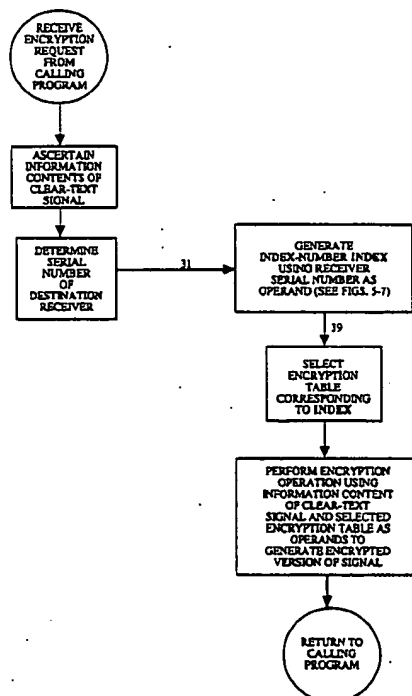 RECEIVE
ENCRYPTION
REQUEST
FROM
CALLING
PROGRAM
ASCERTAIN
INFORMATION
CONTENTS OF
CLEAR-TEXT
SIGNAL
DETERMINE
SERIAL
NUMBER
OF
DESTINATION
RECEIVER
31
GENERATE
INDEX-NUMBER INDEX
USING RECEIVER
SERIAL NUMBER AS
OPERAND (SEE FIGS. 5-7)
39
SELECT
ENCRYPTION
TABLE
CORRESPONDING
TO INDEX
PERFORM ENCRYPTION
OPERATION USING
INFORMATION CONTENT
OF CLEAR-TEXT
SIGNAL AND SELECTED
ENCRYPTION TABLE AS
OPERANDS TO
GENERATE ENCRYPTED
VERSION OF SIGNAL
RETURN TO
CALLING
PROGRAM